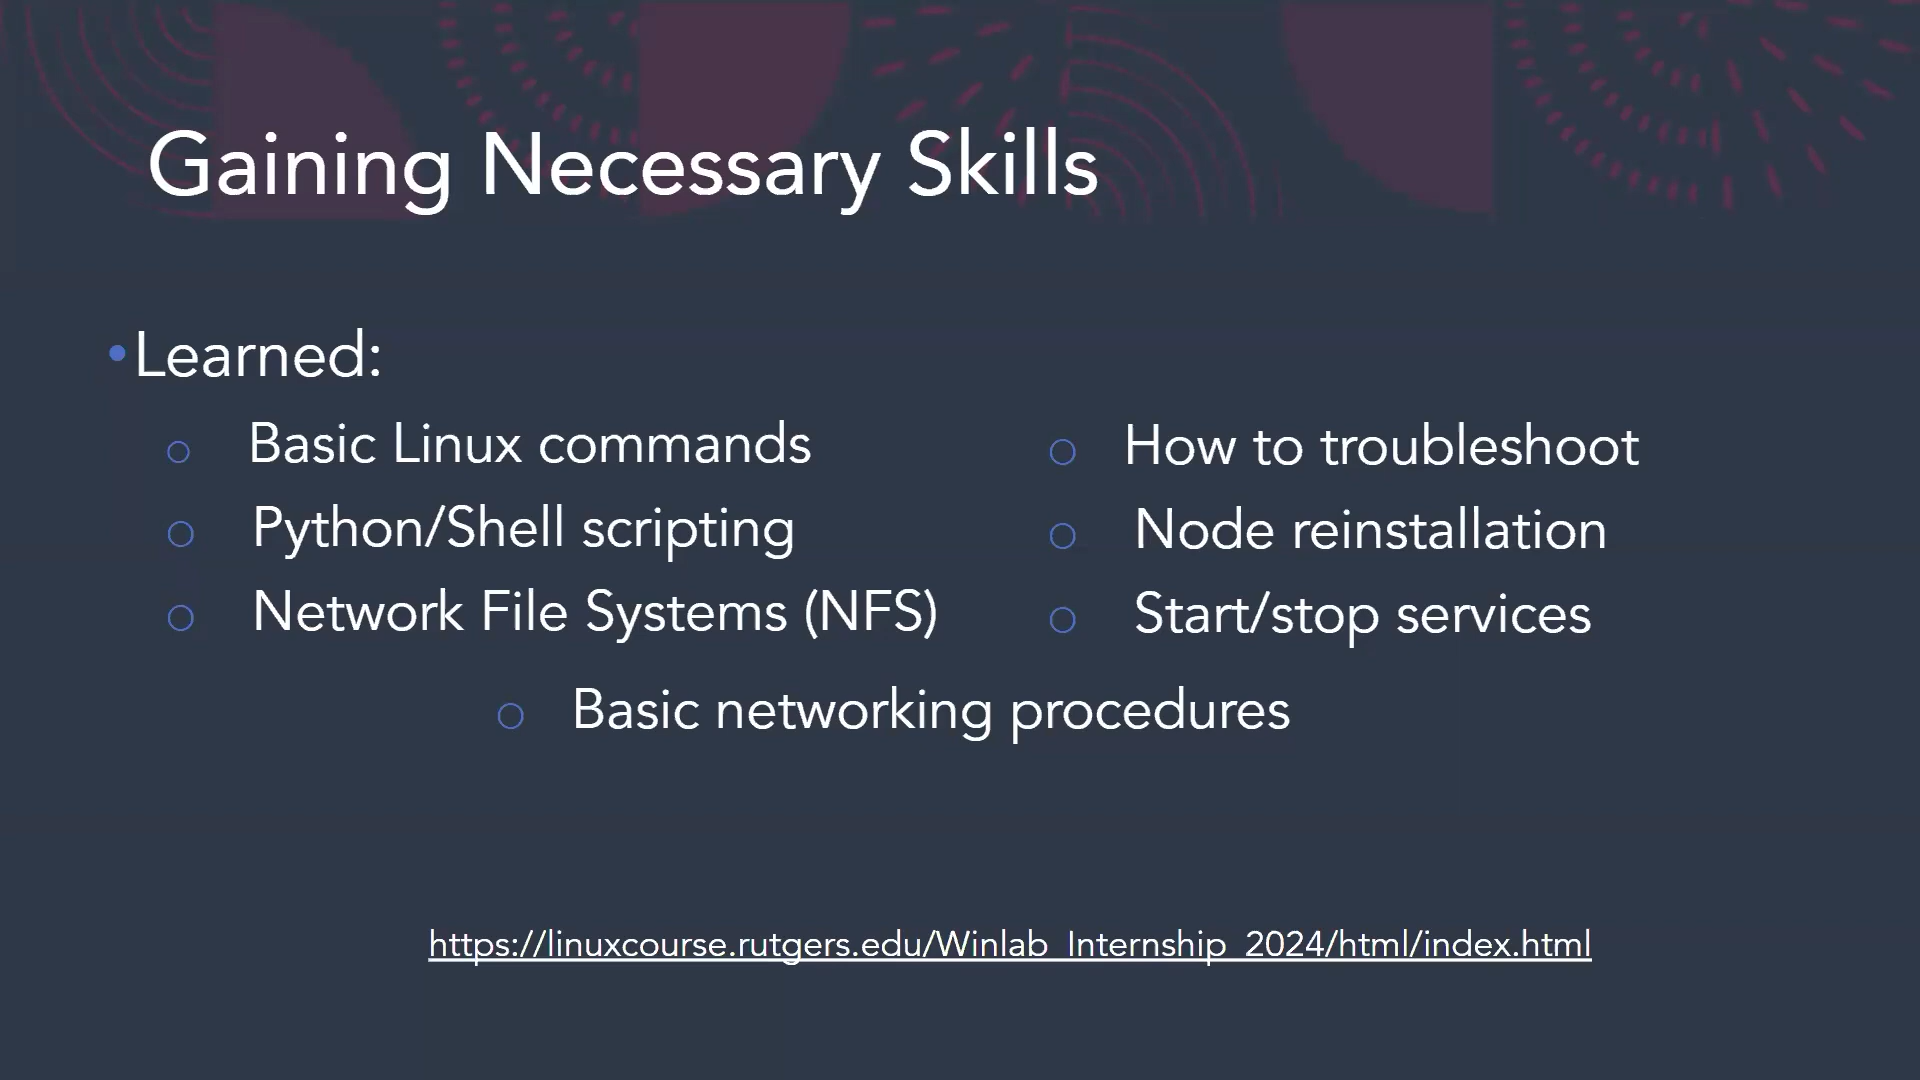 Gaining Necessary Skills
•Learned:
○ Basic Linux commands
○ Python/Shell scripting
○ Network File Systems (NFS)
○ How to troubleshoot
○ Node reinstallation
○ Start/stop services
○ Basic networking procedures
https://linuxcourse.rutgers.edu/Winlab_Internship_2024/html/index.html